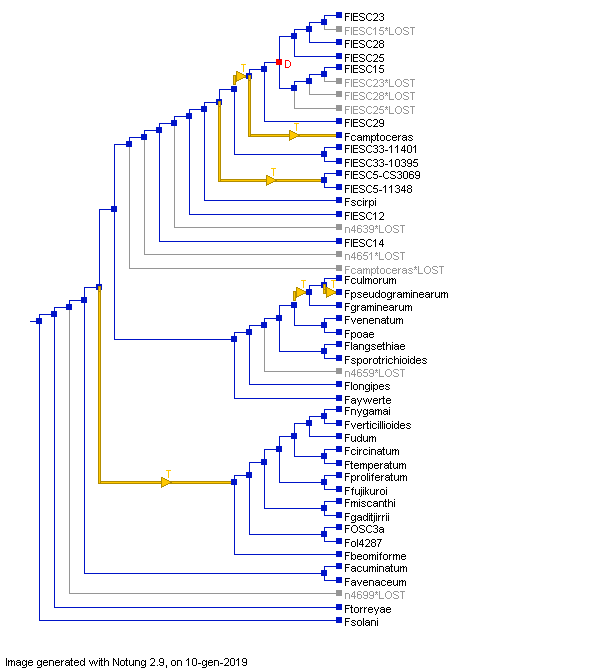 FIESC23
FIESC15*LOST
FIESC28
FIESC25
D
T
FIESC15
FIESC23*LOST
FIESC28*LOST
FIESC25*LOST
FIESC29
T
Fcamptoceras
FIESC33-11401
FIESC33-10395
T
FIESC5-CS3069
FIESC5-11348
Fscirpi
FIESC12
n4639*LOST
FIESC14
n4651*LOST
Fcamptoceras*LOST
Fculmorum
T
T
Fpseudograminearum
Fgraminearum
Fvenenatum
Fpoae
Flangsethiae
Fsporotrichioides
n4659*LOST
Flongipes
Faywerte
Fnygamai
Fverticillioides
Fudum
Fcircinatum
Ftemperatum
T
Fproliferatum
Ffujikuroi
Fmiscanthi
Fgaditjirrii
FOSC3a
Fol4287
Fbeomiforme
Facuminatum
Favenaceum
n4699*LOST
Ftorreyae
Fsolani
Image generated with Notung 2.9, on 10-gen-2019